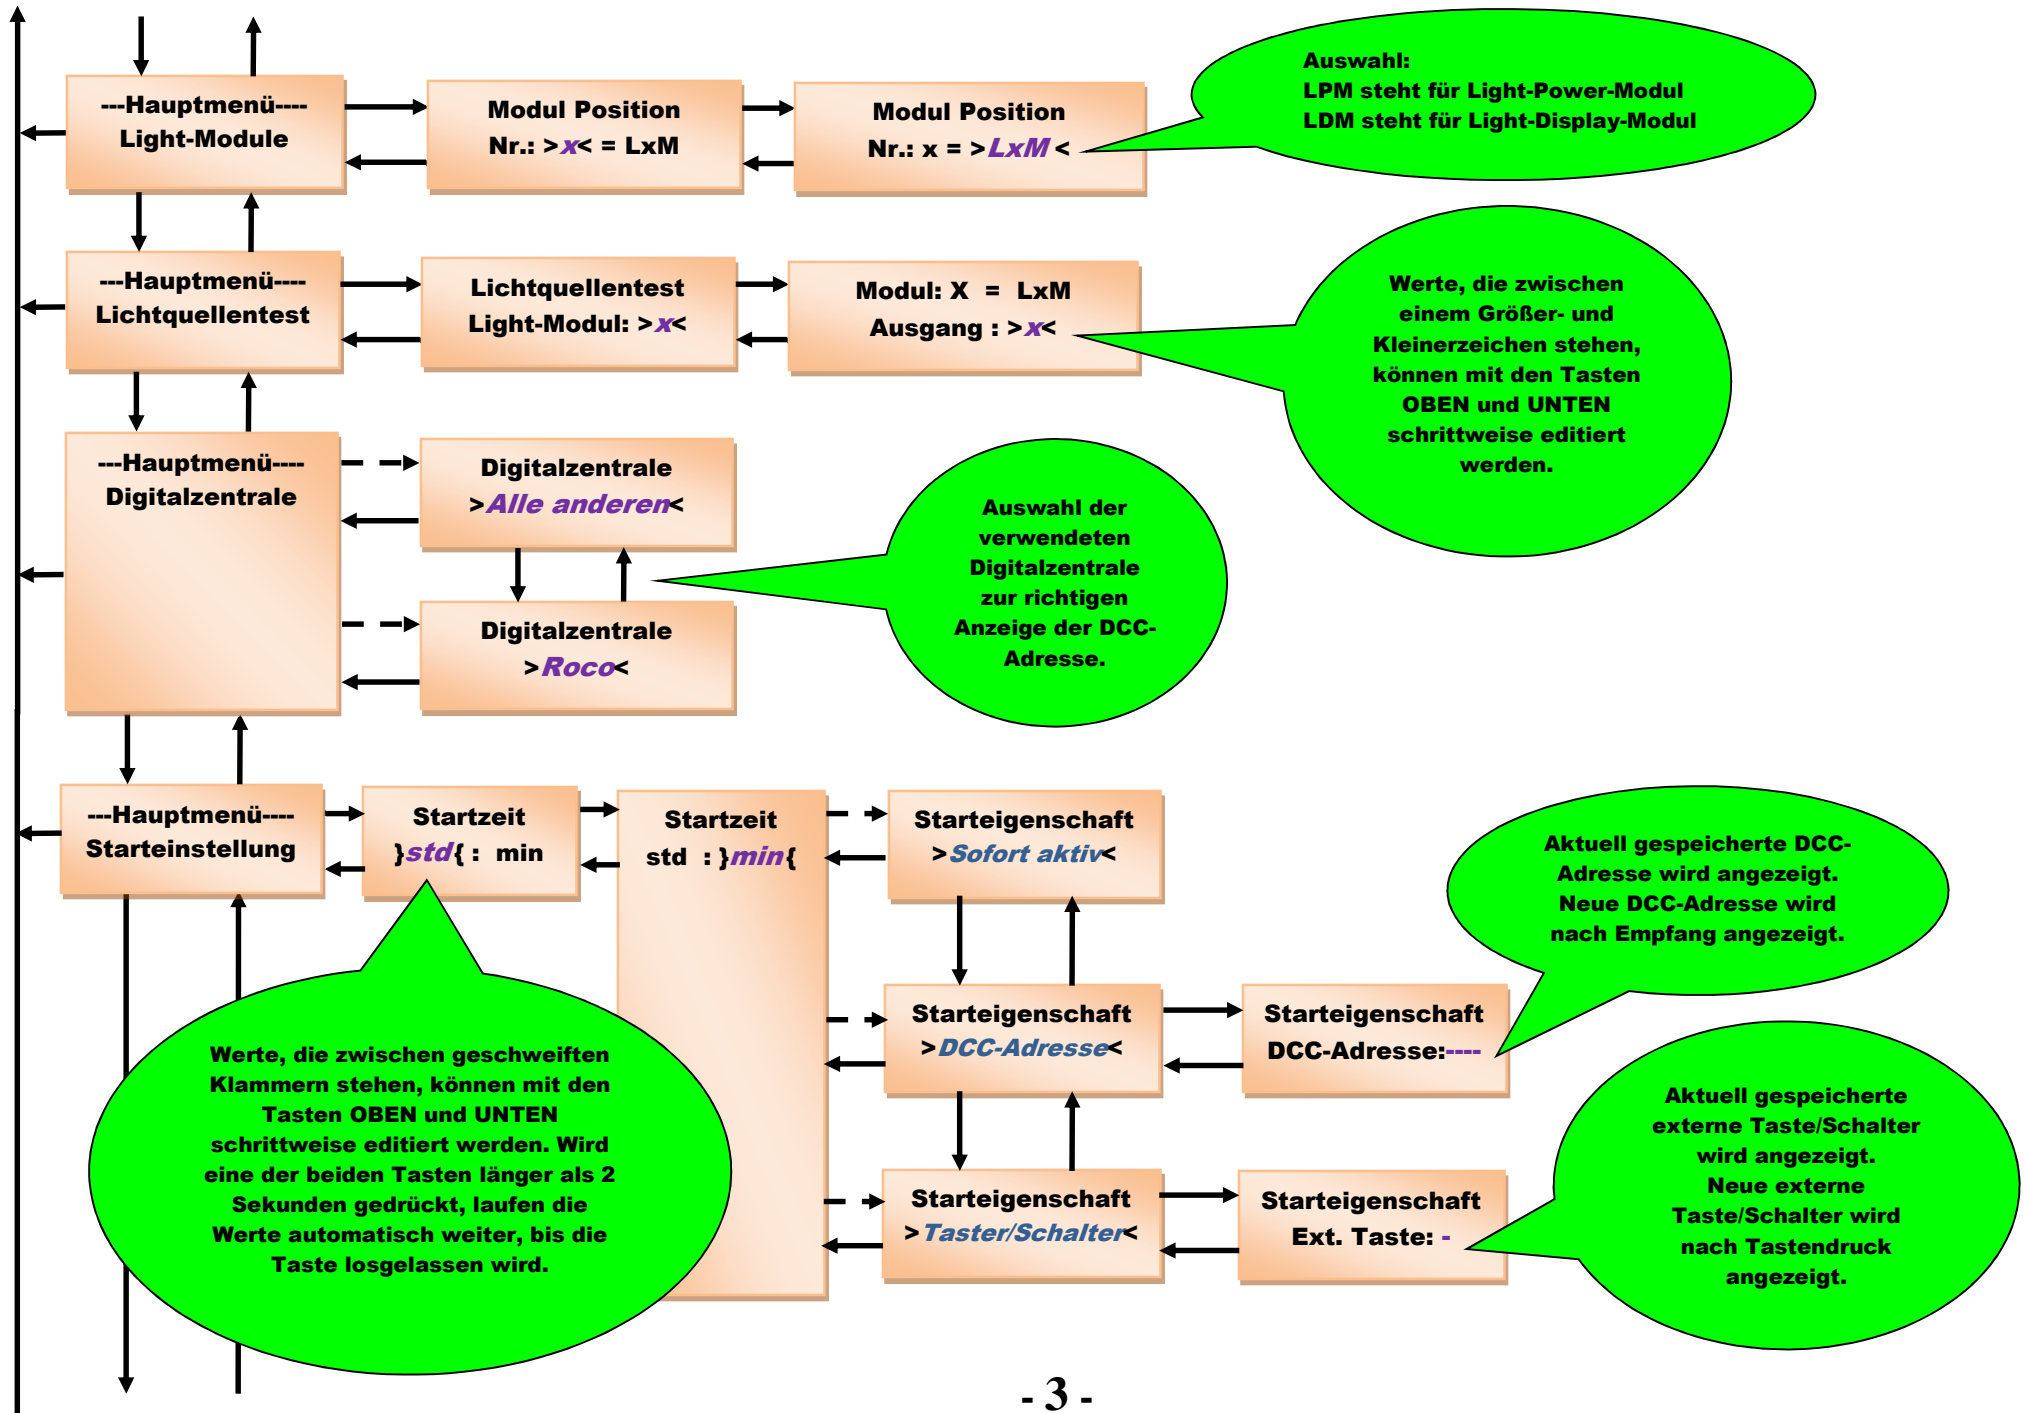 ---Hauptmenü----
Light-Module
Modul Position
Nr.: >x< = LxM
Modul Position
Nr.: x = >LxM <
Auswahl:
LPM steht für Light-Power-Modul
LDM steht für Light-Display-Modul
---Hauptmenü----
Lichtquellentest
Lichtquellentest
Light-Modul: >x<
Modul: X = LxM
Ausgang : >x<
Werte, die zwischen
einem Größer- und
Kleinerzeichen stehen,
können mit den Tasten
OBEN und UNTEN
schrittweise editiert
werden.
---Hauptmenü----
Digitalzentrale
Digitalzentrale
>Alle anderen<
Digitalzentrale
>Roco<
Auswahl der
verwendeten
Digitalzentrale
zur richtigen
Anzeige der DCC-
Adresse.
---Hauptmenü----
Starteinstellung
Startzeit
}std{ : min
Startzeit
std : }min{
Starteigenschaft
>Sofort aktiv<
Aktuell gespeicherte DCC-
Adresse wird angezeigt.
Neue DCC-Adresse wird
nach Empfang angezeigt.
Starteigenschaft
>DCC-Adresse<
Starteigenschaft
DCC-Adresse:----
Werte, die zwischen geschweiften
Klammern stehen, können mit den
Tasten OBEN und UNTEN
schrittweise editiert werden. Wird
eine der beiden Tasten länger als 2
Sekunden gedrückt, laufen die
Werte automatisch weiter, bis die
Taste losgelassen wird.
Starteigenschaft
>Taster/Schalter<
Starteigenschaft
Ext. Taste: -
Aktuell gespeicherte
externe Taste/Schalter
wird angezeigt.
Neue externe
Taste/Schalter wird
nach Tastendruck
angezeigt.
- 3 -